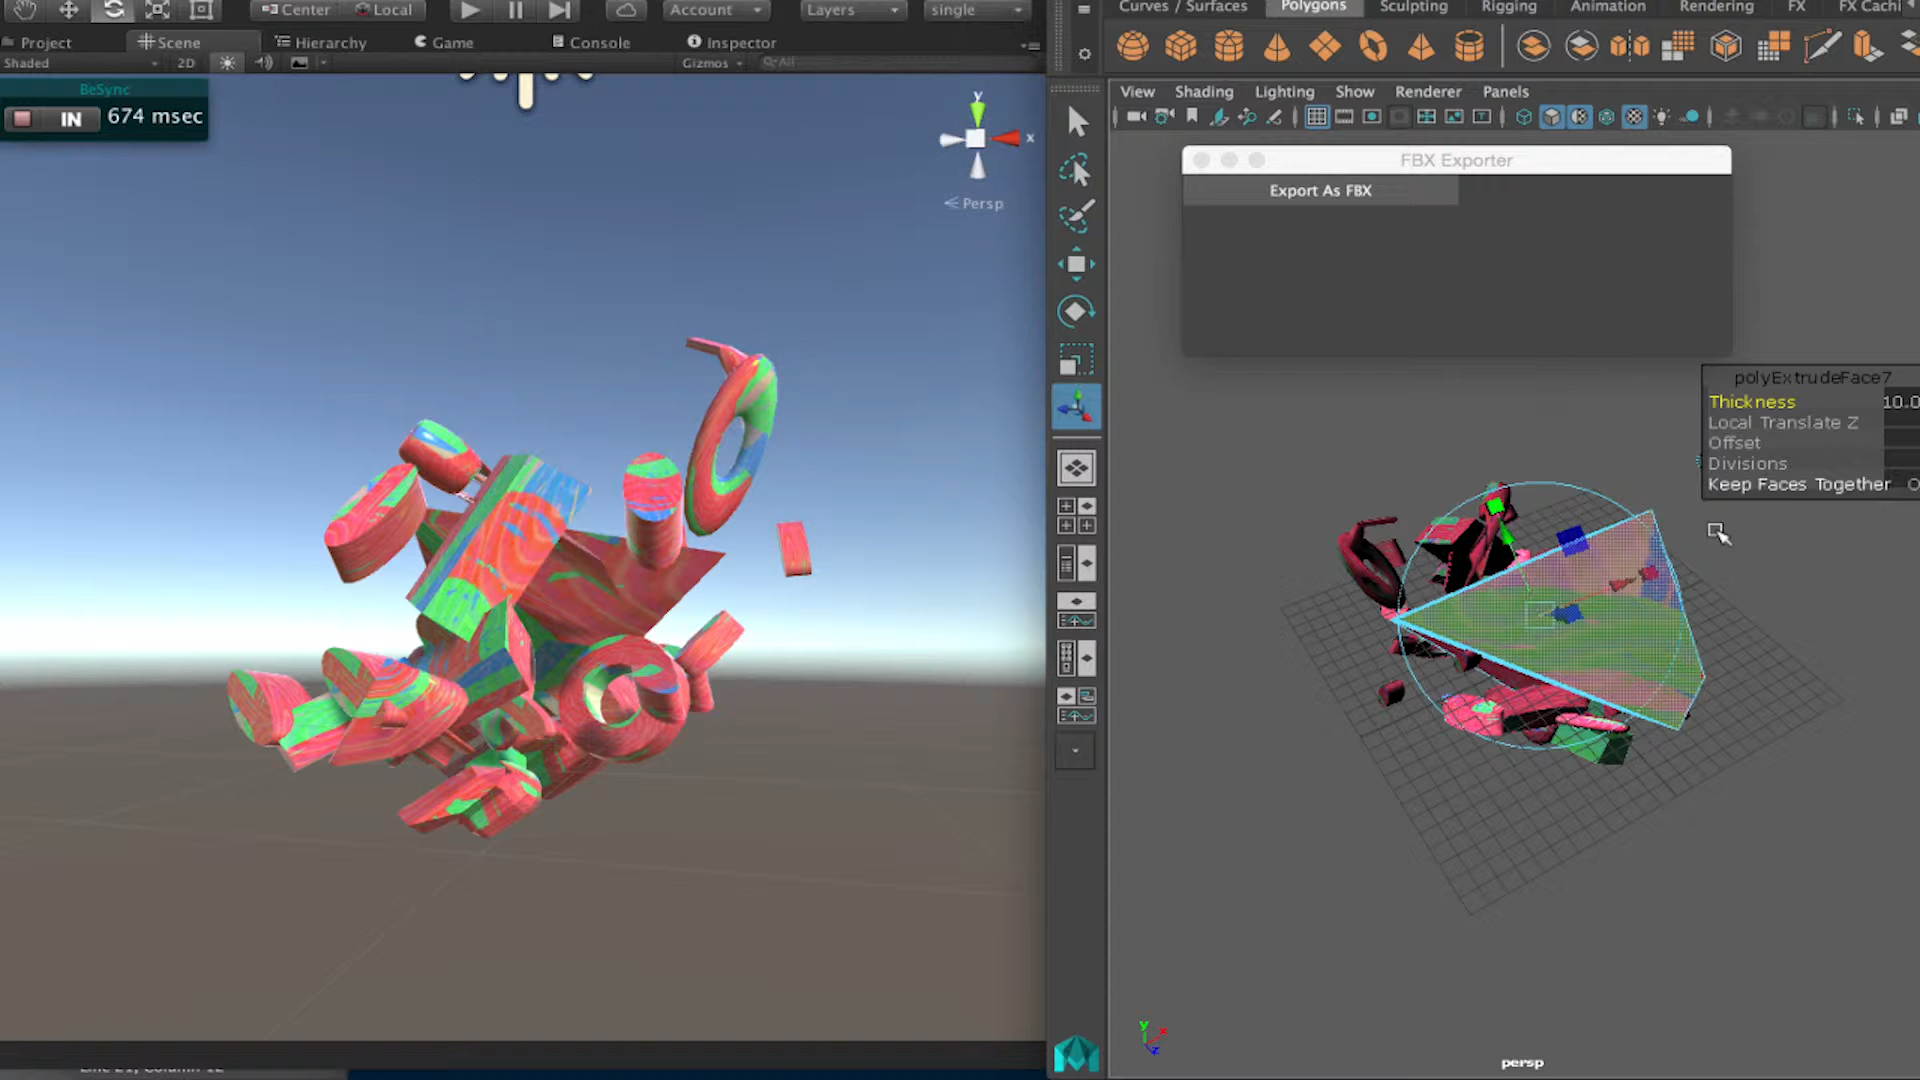 Center Local Account Layers single
Project Scene Hierarchy Game Console Inspector
Shaded 2D Gizmos All
BeSync
IN 674 msec
y
x
Persp
Curves / Surfaces Polygons Sculpting Rigging Animation Rendering FX FX Cachi
View Shading Lighting Show Renderer Panels
FBX Exporter
Export As FBX
polyExtrudeFace7
Thickness 10.0
Local Translate Z
Offset
Divisions
Keep Faces Together O
y
x
z
persp